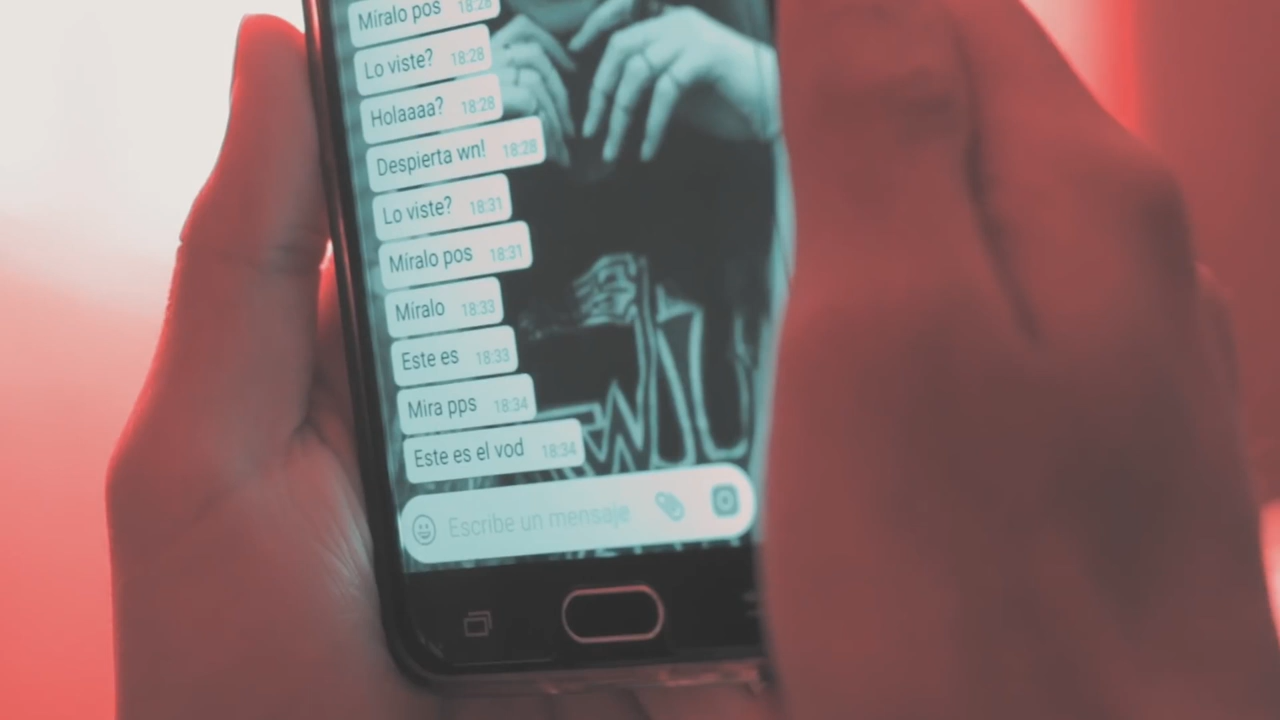 Míralo pos 18:28
Lo viste? 18:28
Holaaaa? 18:28
Despierta wn! 18:28
Lo viste? 18:31
Míralo pos 18:31
Míralo 18:33
Este es 18:33
Mira pps 18:34
Este es el vod 18:34
Escribe un mensaje